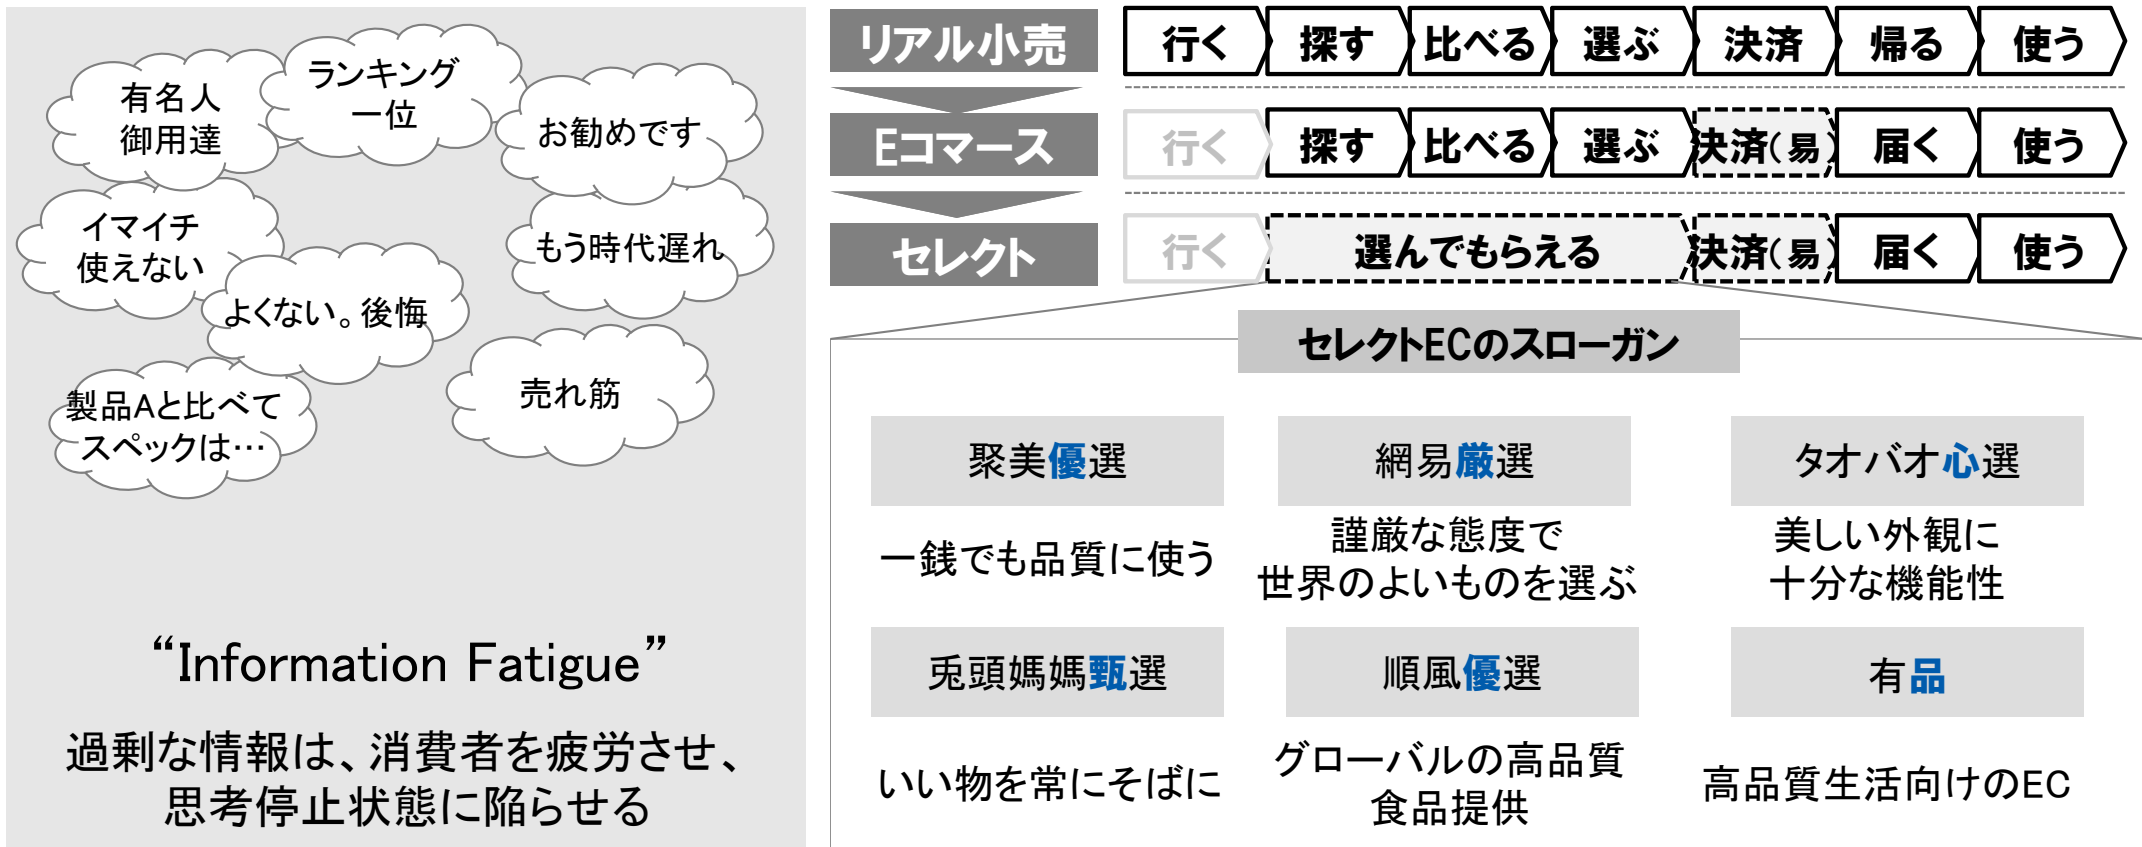 有名人
御用達
ランキング
一位
お勧めです
イマイチ
使えない
もう時代遅れ
よくない。後悔
売れ筋
製品Aと比べて
スペックは…
“Information Fatigue”
過剰な情報は、消費者を疲労させ、
思考停止状態に陥らせる
リアル小売
行く 探す 比べる 選ぶ 決済 帰る 使う
Eコマース
行く 探す 比べる 選ぶ 決済(易) 届く 使う
セレクト
行く 選んでもらえる 決済(易) 届く 使う
セレクトECのスローガン
聚美優選
一銭でも品質に使う
網易厳選
謹厳な態度で
世界のよいものを選ぶ
タオバオ心選
美しい外観に
十分な機能性
兎頭媽媽甄選
いい物を常にそばに
順風優選
グローバルの高品質
食品提供
有品
高品質生活向けのEC